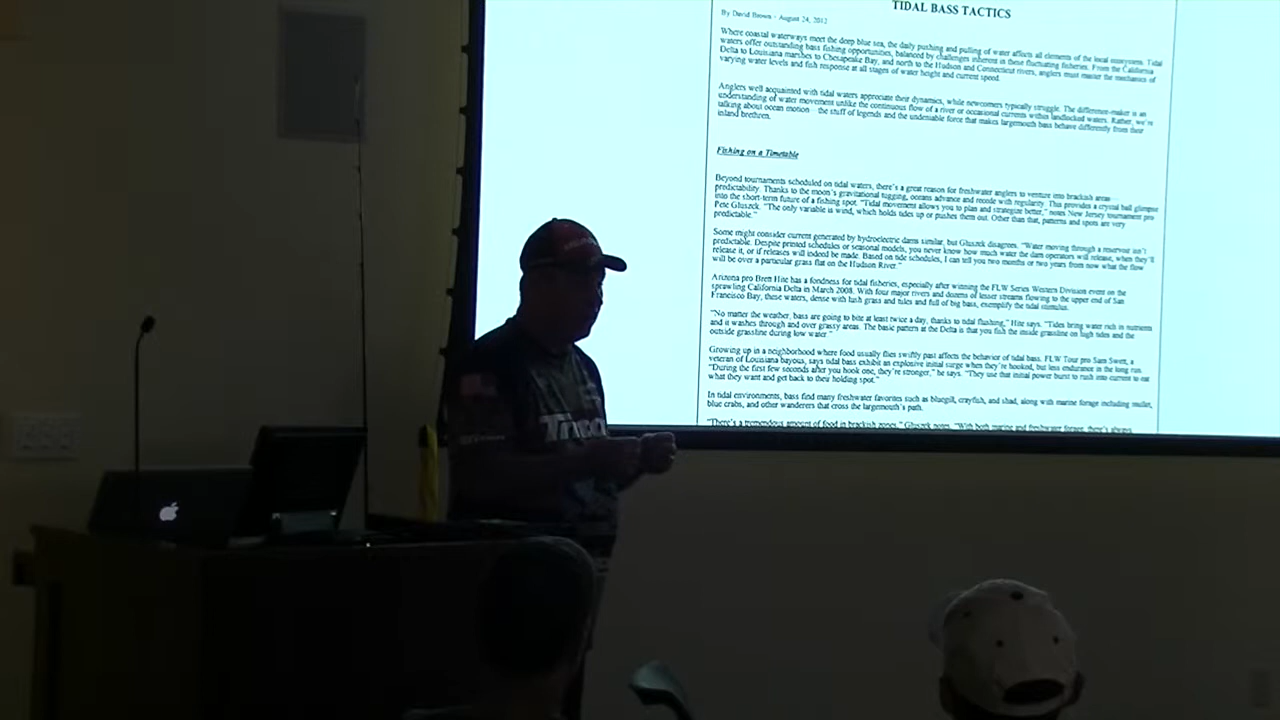 TIDAL BASS TACTICS
By David Brown - August 24, 2012
Where coastal waterways meet the deep blue sea, the daily pushing and pulling of water affects all elements of the local ecosystem. Tidal
waters offer outstanding bass fishing opportunities, balanced by challenges inherent in these fluctuating fisheries. From the California
Delta to Louisiana marshes to Chesapeake Bay, and north to the Hudson and Connecticut rivers, anglers must master the mechanics of
varying water levels and fish response at all stages of water height and current speed.
Anglers well acquainted with tidal waters appreciate their dynamics, while newcomers typically struggle. The difference-maker is an
understanding of water movement unlike the continuous flow of a river or occasional currents within landlocked waters. Rather, we're
talking about ocean motion the stuff of legends and the undeniable force that makes largemouth bass behave differently from their
inland brethren.
Fishing on a Timetable
Beyond tournaments scheduled on tidal waters, there's a great reason for freshwater anglers to venture into brackish areas
predictability. Thanks to the moon's gravitational tugging, oceans advance and recede with regularity. This provides a crystal ball glimpse
into the short-term future of a fishing spot. "Tidal movement allows you to plan and strategize better," notes New Jersey tournament pro
Pete Gluszek. "The only variable is wind, which holds tides up or pushes them out. Other than that, patterns and spots are very
predictable."
Some might consider current generated by hydroelectric dams similar, but Gluszek disagrees. "Water moving through a reservoir isn't
predictable. Despite printed schedules or seasonal models, you never know how much water the dam operators will release, when they'll
release it, or if releases will indeed be made. Based on tide schedules, I can tell you two months or two years from now what the flow
will be over a particular grass flat on the Hudson River."
Arizona pro Brett Hite has a fondness for tidal fisheries, especially after winning the FLW Series Western Division event on the
sprawling California Delta in March 2008. With four major rivers and dozens of lesser streams flowing to the upper end of San
Francisco Bay, these waters, dense with lush grass and tules and full of big bass, exemplify the tidal stimulus.
"No matter the weather, bass are going to bite at least twice a day, thanks to tidal flushing," Hite says. "Tides bring water rich in nutrients
and it washes through and over grassy areas. The basic pattern at the Delta is that you fish the inside grassline on high tides and the
outside grassline during low water."
Growing up in a neighborhood where food usually flies swiftly past affects the behavior of tidal bass. FLW Tour pro Sam Swett, a
veteran of Louisiana bayous, says tidal bass exhibit an explosive initial surge when they're hooked, but less endurance in the long run.
"During the first few seconds after you hook one, they're stronger," he says. "They use that initial power burst to rush into current to eat
what they want and get back to their holding spot."
In tidal environments, bass find many freshwater favorites such as bluegill, crayfish, and shad, along with marine forage including mullet,
blue crabs, and other wanderers that cross the largemouth's path.
"There's a tremendous amount of food in brackish zones," Gluszek notes. "With both marine and freshwater forage, there's always